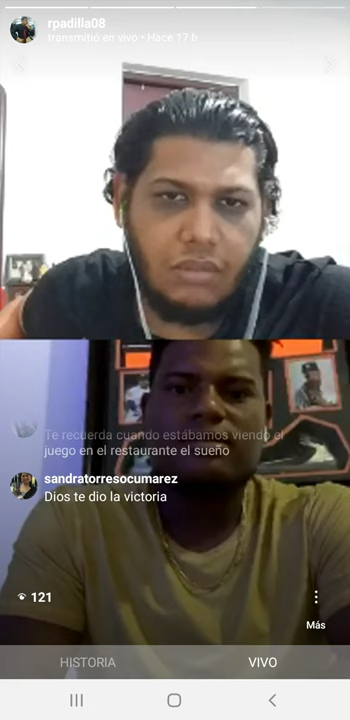 rpadilla08
transmitió en vivo • Hace 17 h
Te recuerda cuando estábamos viendo el
juego en el restaurante el sueño
sandratorresocumarez
Dios te dio la victoria
121
Más
HISTORIA
VIVO